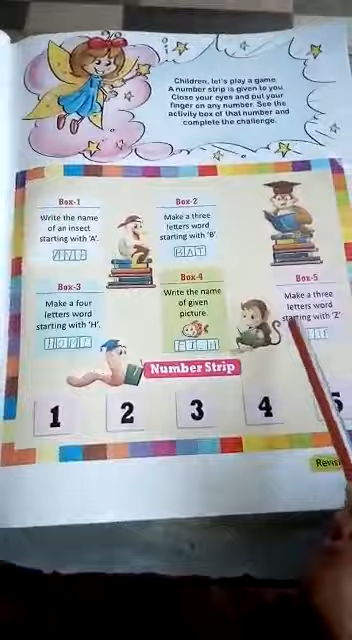 Children, let's play a game
A number strip is given to you
Close your eyes and put your
finger on any number. See the
activity box of that number and
complete the challenge.
Box-1
Write the name
of an insect
starting with 'A'.
Box-2
Make a three
letters word
starting with 'B'.
BAT
Box-3
Make a four
letters word
starting with 'H'.
Box-4
Write the name
of given
picture.
FISH
Box-5
Make a three
letters word
starting with 'Z'
Number Strip
1 2 3 4 5